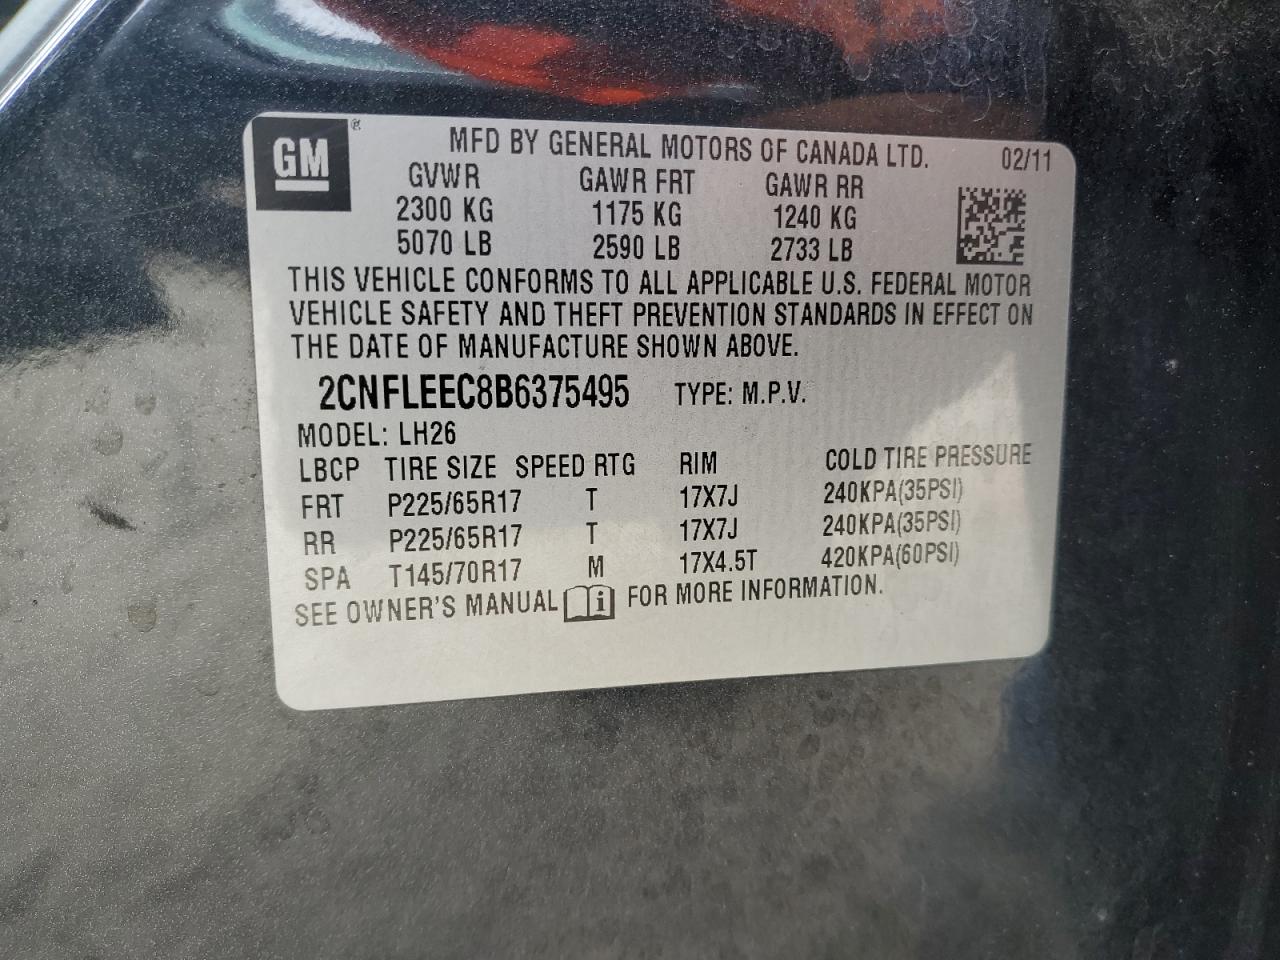 GM®
MFD BY GENERAL MOTORS OF CANADA LTD. 02/11
GVWR GAWR FRT GAWR RR
2300 KG 1175 KG 1240 KG
5070 LB 2590 LB 2733 LB
THIS VEHICLE CONFORMS TO ALL APPLICABLE U.S. FEDERAL MOTOR
VEHICLE SAFETY AND THEFT PREVENTION STANDARDS IN EFFECT ON
THE DATE OF MANUFACTURE SHOWN ABOVE.
2CNFLEEC8B6375495 TYPE: M.P.V.
MODEL: LH26
LBCP TIRE SIZE SPEED RTG RIM COLD TIRE PRESSURE
FRT P225/65R17 T 17X7J 240KPA(35PSI)
RR P225/65R17 T 17X7J 240KPA(35PSI)
SPA T145/70R17 M 17X4.5T 420KPA(60PSI)
SEE OWNER'S MANUAL i FOR MORE INFORMATION.